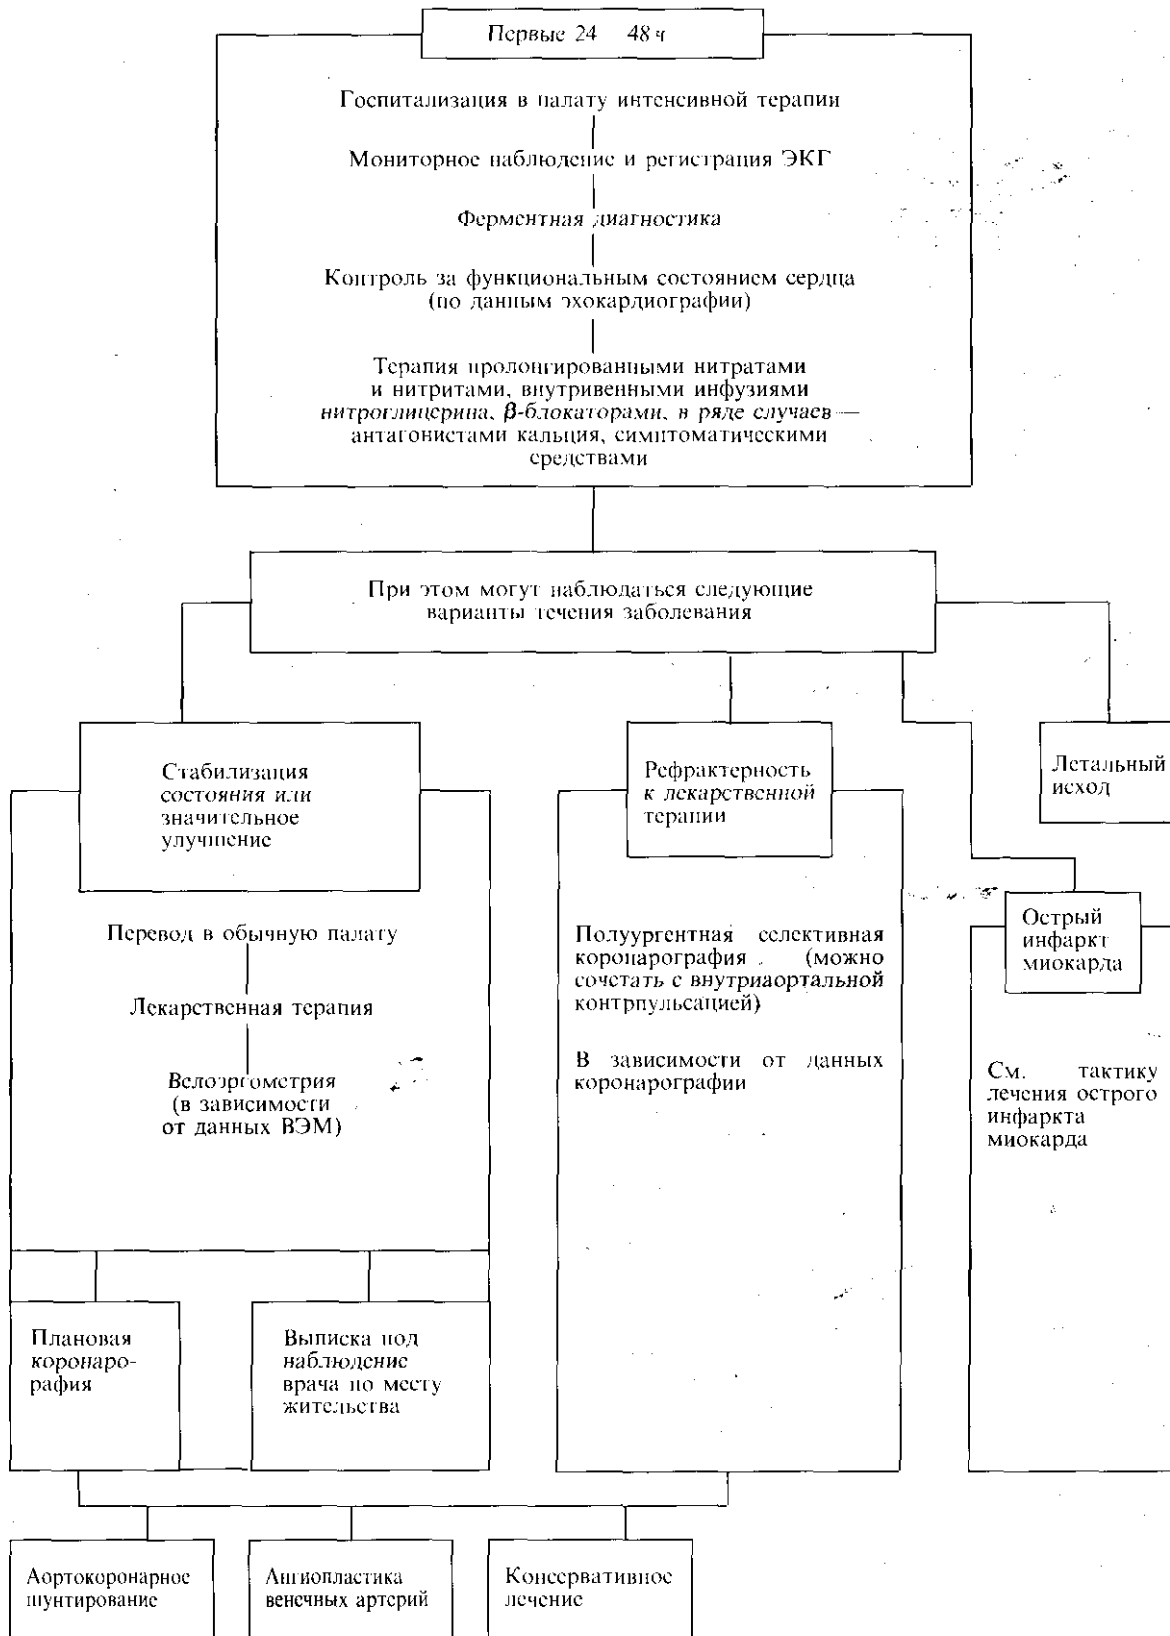 Первые 24 48 ч
Госпитализация в палату интенсивной терапии
Мониторное наблюдение и регистрация ЭКГ
Ферментная диагностика
Контроль за функциональным состоянием сердца
(по данным эхокардиографии)
Терапия пролонгированными нитратами
и нитритами, внутривенными инфузиями
нитроглицерина, β-блокаторами, в ряде случаев —
антагонистами кальция, симптоматическими
средствами
При этом могут наблюдаться следующие
варианты течения заболевания
Стабилизация
состояния или
значительное
улучшение
Перевод в обычную палату
Лекарственная терапия
Велоэргометрия
(в зависимости
от данных ВЭМ)
Плановая
коронаро-
рафия
Выписка под
наблюдение
врача по месту
жительства
Рефрактерность
к лекарственной
терапии
Полуургентная селективная
коронарография (можно
сочетать с внутриаортальной
контрпульсацией)
В зависимости от данных
коронарографии
Летальный
исход
Острый
инфаркт
миокарда
См. тактику
лечения острого
инфаркта
миокарда
Аортокоронарное
шунтирование
Ангиопластика
венечных артерий
Консервативное
лечение